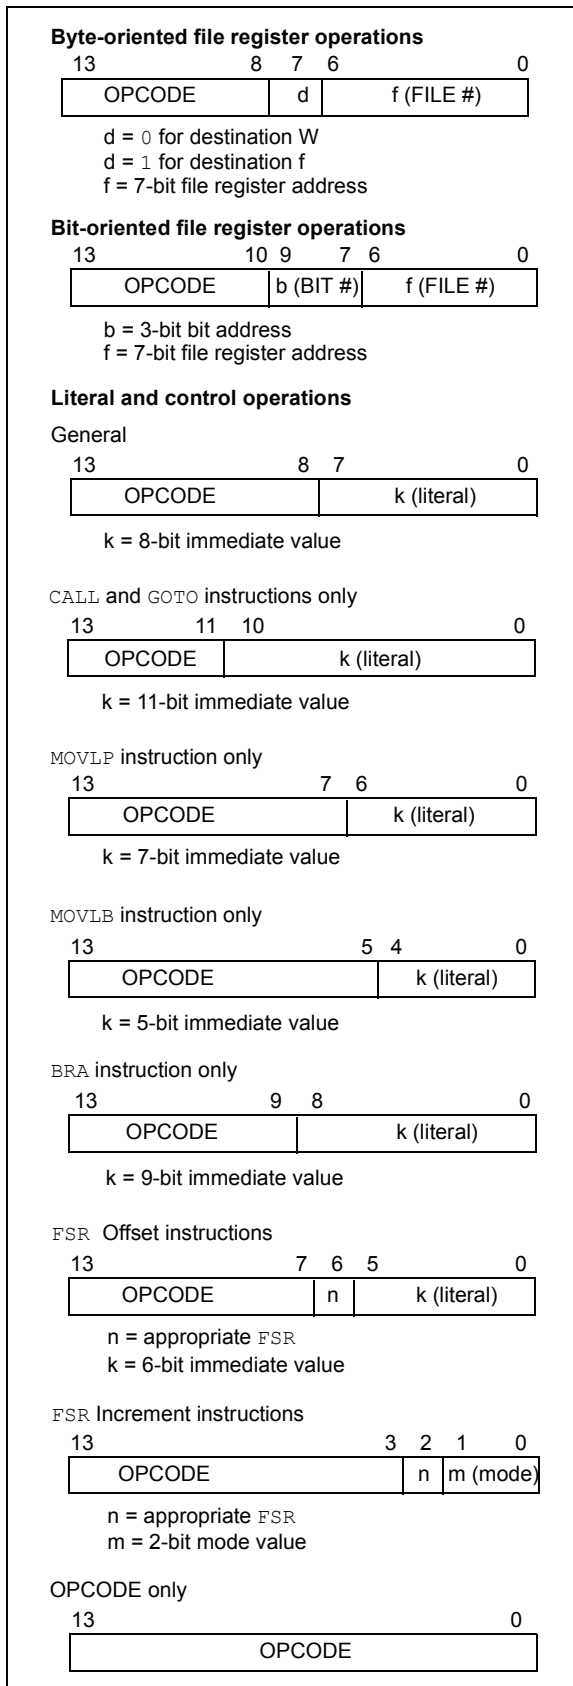 Byte-oriented file register operations
13 8 7 6 0
OPCODE d f (FILE #)
d = 0 for destination W
d = 1 for destination f
f = 7-bit file register address
Bit-oriented file register operations
13 10 9 7 6 0
OPCODE b (BIT #) f (FILE #)
b = 3-bit bit address
f = 7-bit file register address
Literal and control operations
General
13 8 7 0
OPCODE k (literal)
k = 8-bit immediate value
CALL and GOTO instructions only
13 11 10 0
OPCODE k (literal)
k = 11-bit immediate value
MOVLP instruction only
13 7 6 0
OPCODE k (literal)
k = 7-bit immediate value
MOVLB instruction only
13 5 4 0
OPCODE k (literal)
k = 5-bit immediate value
BRA instruction only
13 9 8 0
OPCODE k (literal)
k = 9-bit immediate value
FSR Offset instructions
13 7 6 5 0
OPCODE n k (literal)
n = appropriate FSR
k = 6-bit immediate value
FSR Increment instructions
13 3 2 1 0
OPCODE n m (mode)
n = appropriate FSR
m = 2-bit mode value
OPCODE only
13 0
OPCODE